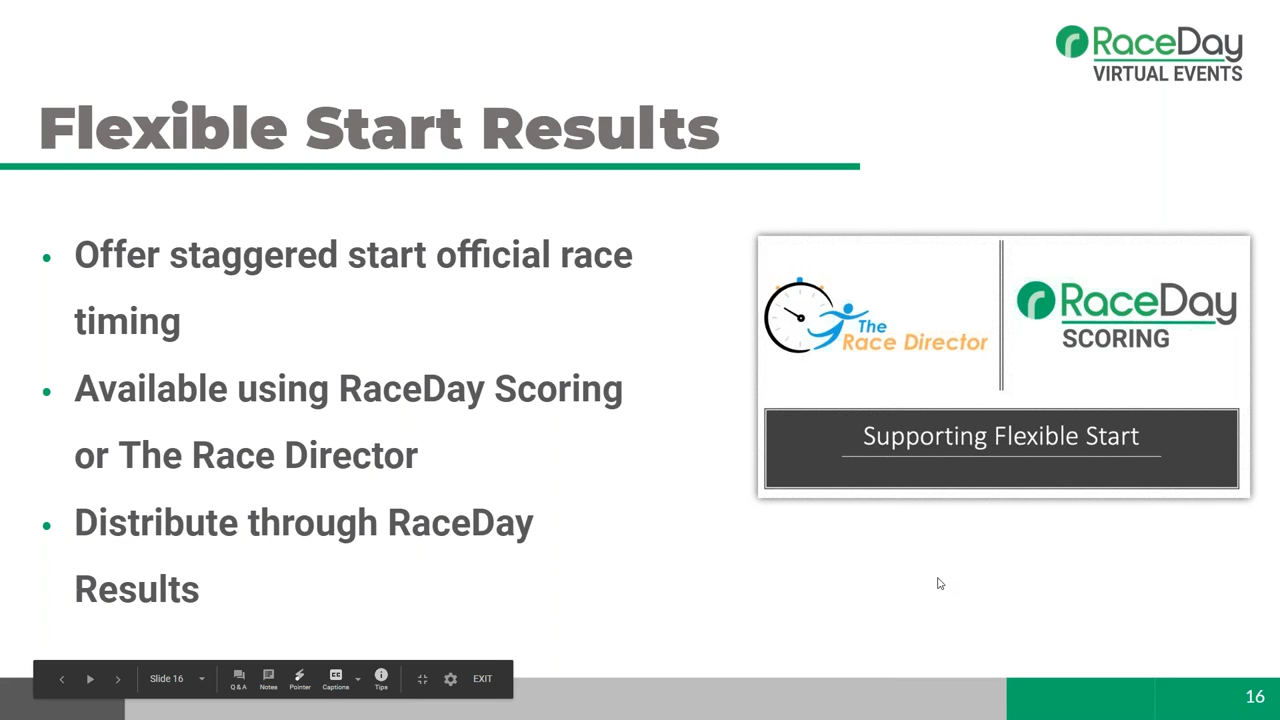 RaceDay
VIRTUAL EVENTS
Flexible Start Results
• Offer staggered start official race
timing
• Available using RaceDay Scoring
or The Race Director
• Distribute through RaceDay
Results
The
Race Director
RaceDay
SCORING
Supporting Flexible Start
Slide 16
Q & A
Notes
Pointer
CC
Captions
Tips
EXIT
16